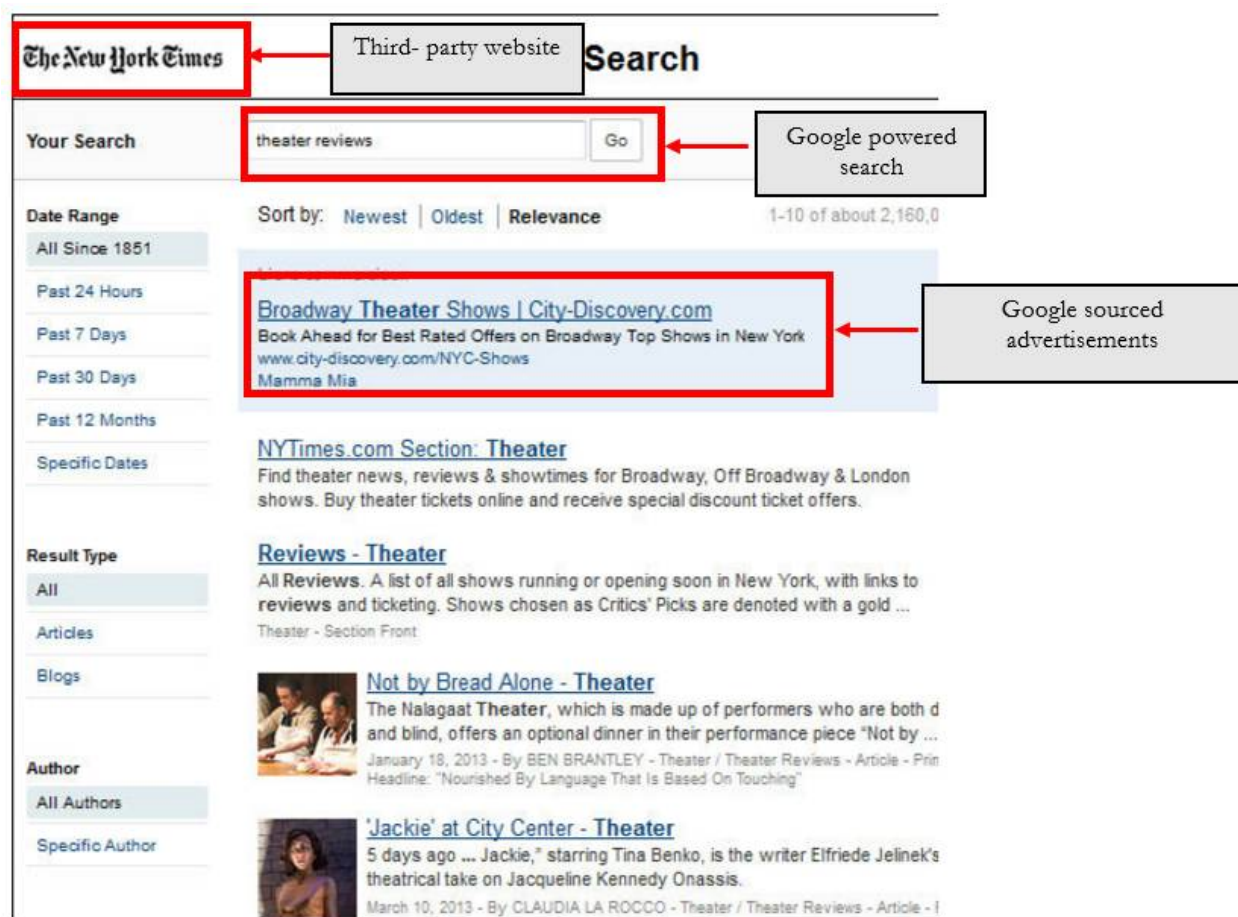 The New York Times
Third- party website
Search
Your Search
theater reviews
Go
Google powered
search
Date Range
All Since 1851
Past 24 Hours
Past 7 Days
Past 30 Days
Past 12 Months
Specific Dates
Result Type
All
Articles
Blogs
Author
All Authors
Specific Author
Sort by: Newest | Oldest | Relevance
1-10 of about 2,160,0
Broadway Theater Shows | City-Discovery.com
Book Ahead for Best Rated Offers on Broadway Top Shows in New York
www.city-discovery.com/NYC-Shows
Mamma Mia
Google sourced
advertisements
NYTimes.com Section: Theater
Find theater news, reviews & showtimes for Broadway, Off Broadway & London
shows. Buy theater tickets online and receive special discount ticket offers.
Reviews - Theater
All Reviews. A list of all shows running or opening soon in New York, with links to
reviews and ticketing. Shows chosen as Critics' Picks are denoted with a gold ...
Theater - Section Front
Not by Bread Alone - Theater
The Nalagaat Theater, which is made up of performers who are both d
and blind, offers an optional dinner in their performance piece “Not by ...
January 18, 2013 - By BEN BRANTLEY - Theater / Theater Reviews - Article - Prin
Headline: "Nourished By Language That Is Based On Touching"
'Jackie' at City Center - Theater
5 days ago ... Jackie,” starring Tina Benko, is the writer Elfriede Jelinek's
theatrical take on Jacqueline Kennedy Onassis.
March 10, 2013 - By CLAUDIA LA ROCCO - Theater / Theater Reviews - Article -